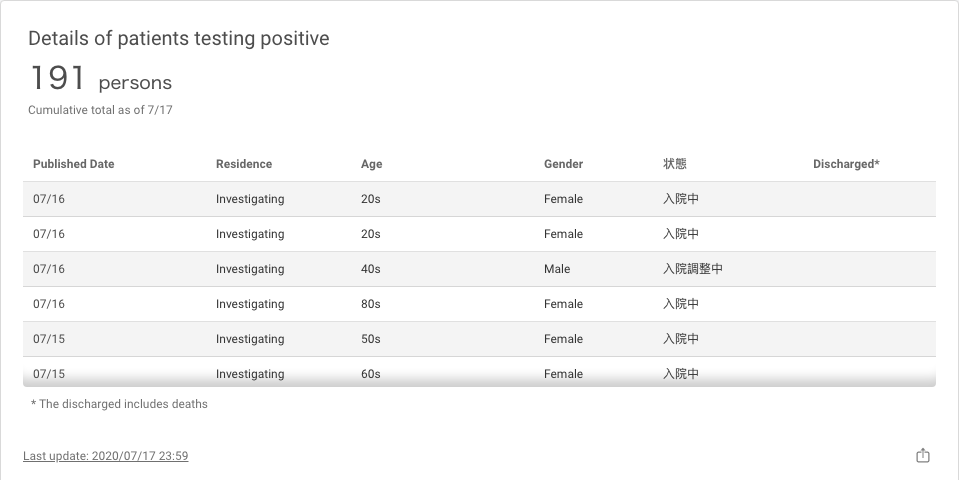 Details of patients testing positive
191 persons
Cumulative total as of 7/17
Published Date Residence Age Gender 状態 Discharged*
07/16 Investigating 20s Female 入院中
07/16 Investigating 20s Female 入院中
07/16 Investigating 40s Male 入院調整中
07/16 Investigating 80s Female 入院中
07/15 Investigating 50s Female 入院中
07/15 Investigating 60s Female 入院中
* The discharged includes deaths
Last update: 2020/07/17 23:59